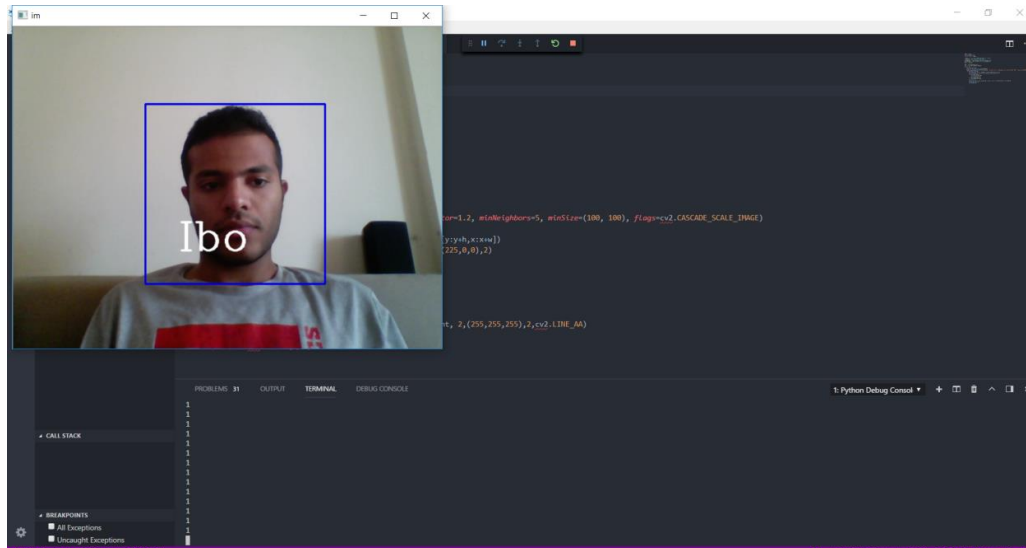 im
Ibo
tor=1.2, minNeighbors=5, minSize=(100, 100), flags=cv2.CASCADE_SCALE_IMAGE)
[y:y+h,x:x+w])
(225,0,0),2)
nt, 2,(255,255,255),2,cv2.LINE_AA)
PROBLEMS 31 OUTPUT TERMINAL DEBUG CONSOLE 1: Python Debug Consol
1
1
1
1
1
1
1
1
1
1
1
1
1
1
CALL STACK
BREAKPOINTS
All Exceptions
Uncaught Exceptions